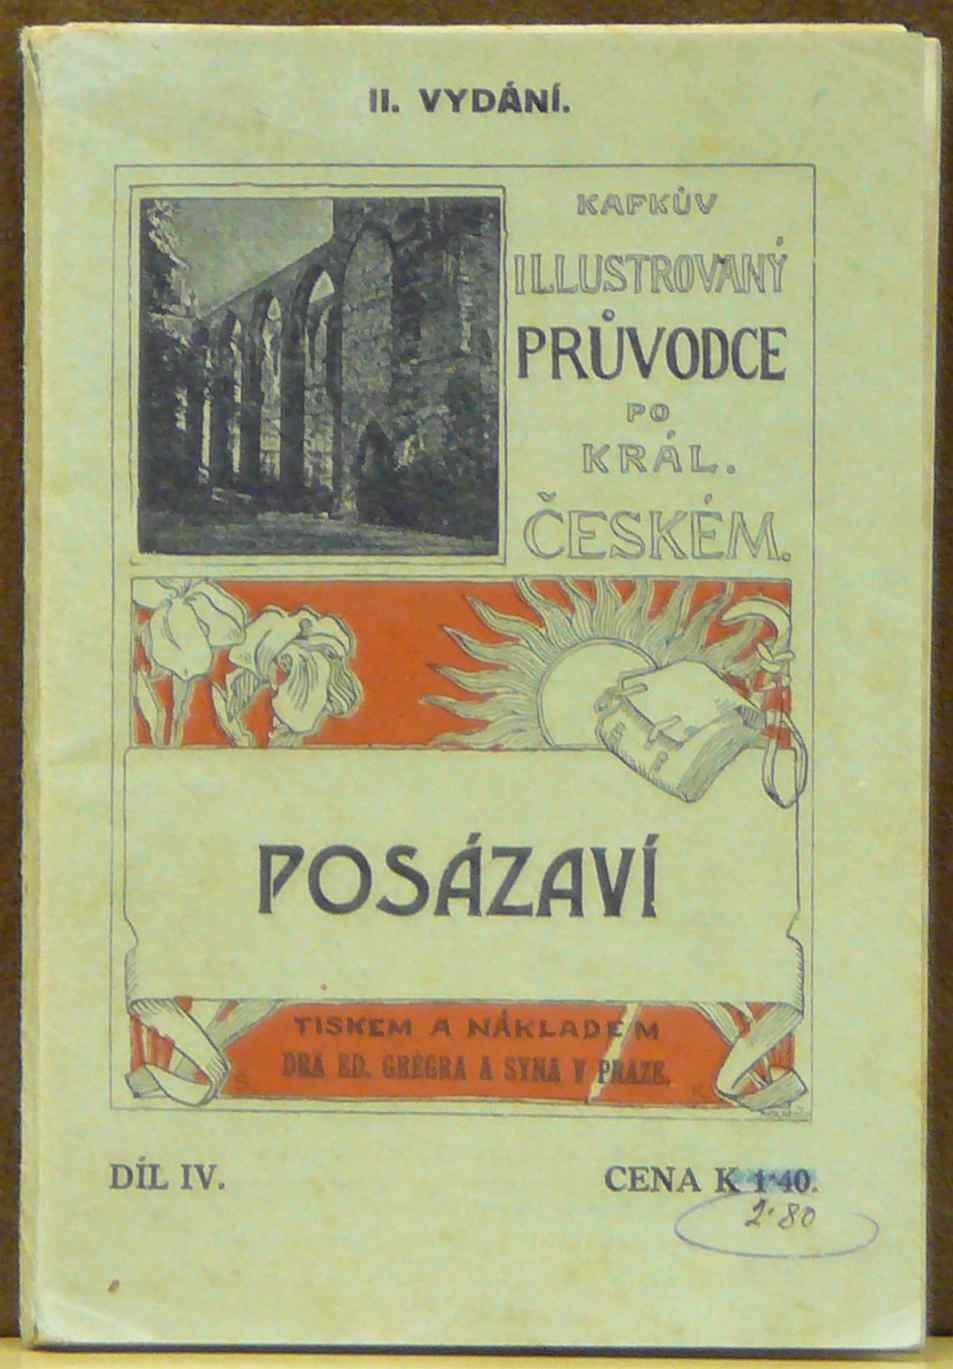 II. VYDÁNÍ.
KAFKŮV
ILLUSTROVANÝ
PRŮVODCE
PO
KRÁL.
ČESKÉM.
POSÁZAVÍ
TISKEM A NÁKLADEM
DRA ED. GRÉGRA A SYNA V PRAZE.
DÍL IV.
CENA K 1·40.
2·80